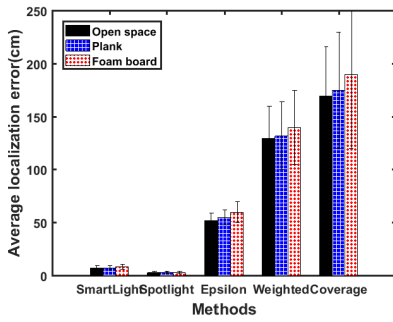 Average localization error(cm)
250
200
150
100
50
0
Open space
Plank
Foam board
SmartLight Spotlight Epsilon Weighted Coverage
Methods